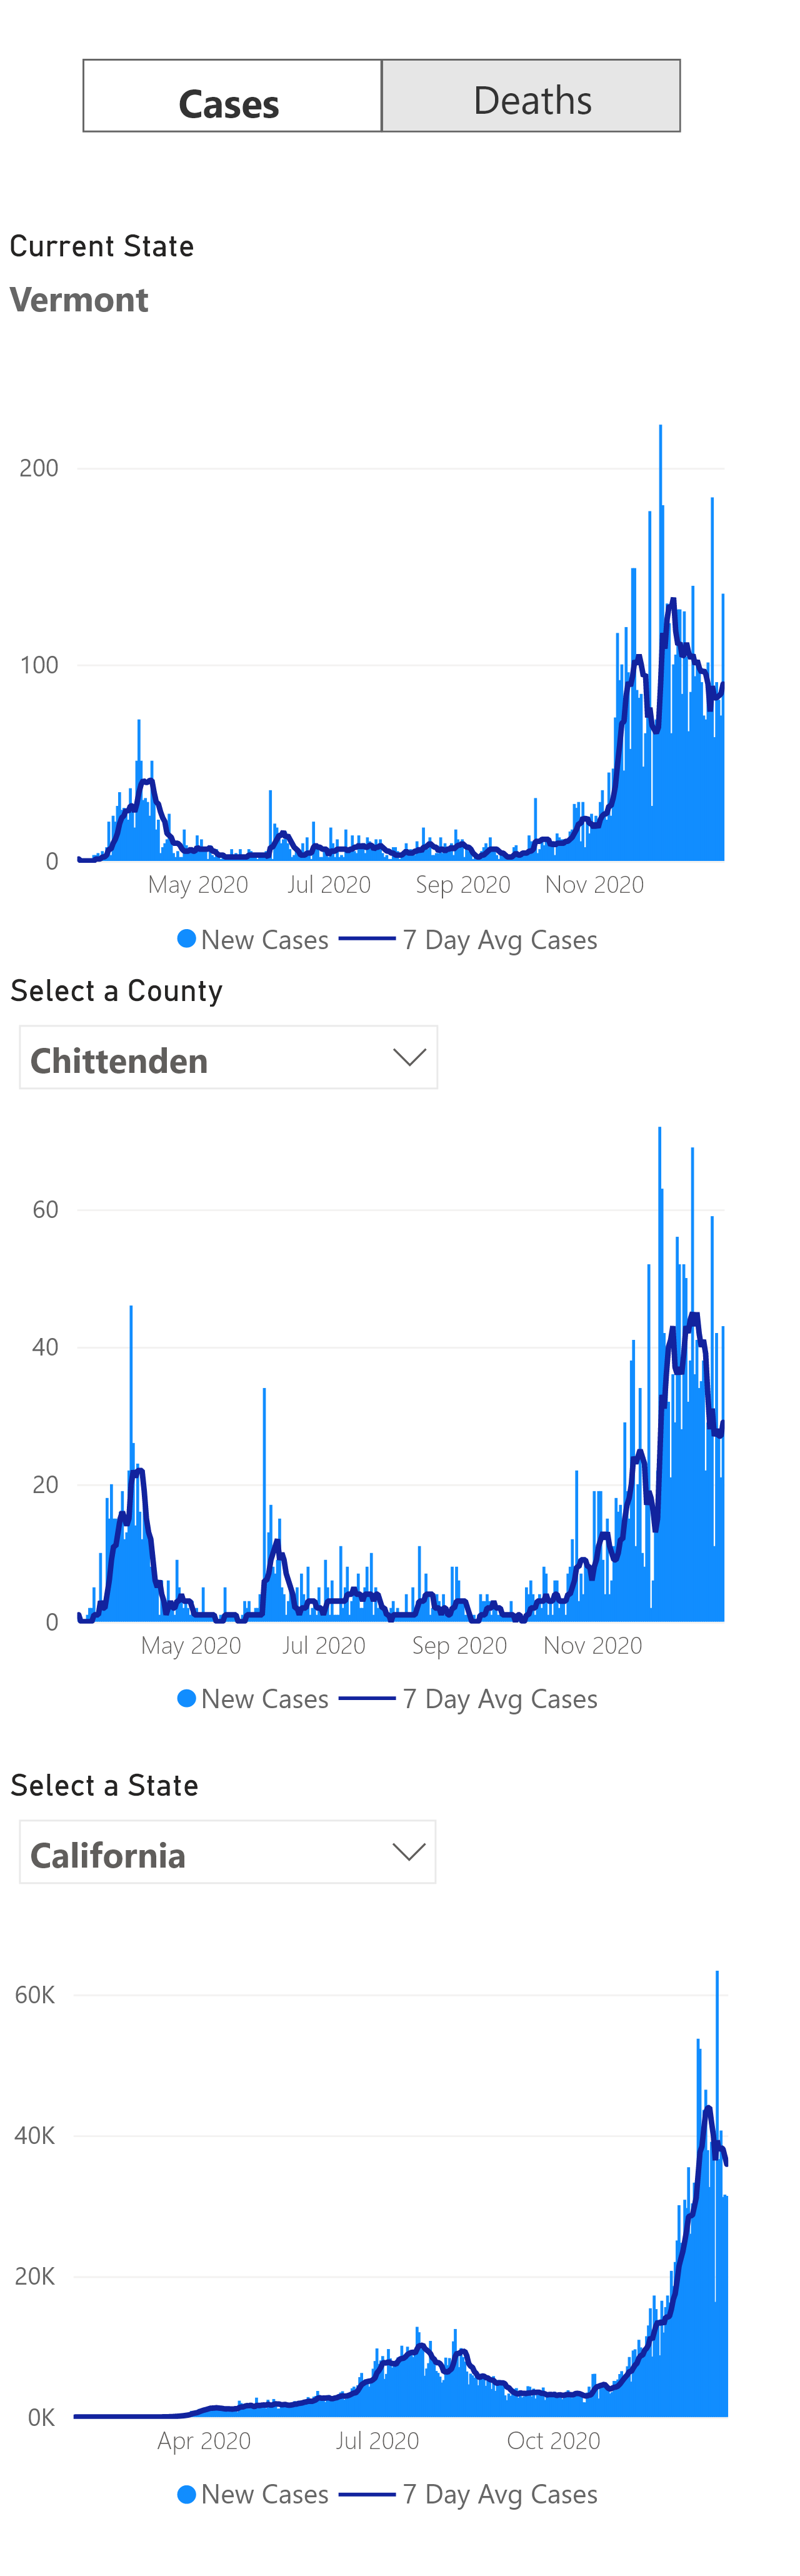 Cases Deaths
Current State
Vermont
200
100
0
May 2020 Jul 2020 Sep 2020 Nov 2020
New Cases 7 Day Avg Cases
Select a County
Chittenden
60
40
20
0
May 2020 Jul 2020 Sep 2020 Nov 2020
New Cases 7 Day Avg Cases
Select a State
California
60K
40K
20K
0K
Apr 2020 Jul 2020 Oct 2020
New Cases 7 Day Avg Cases